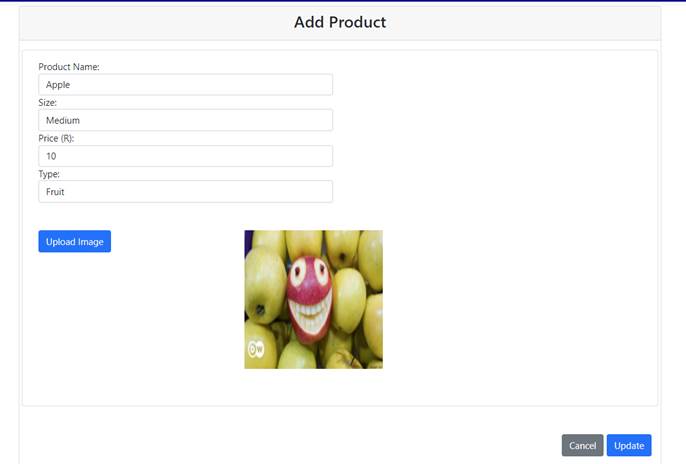 Add Product
Product Name:
Apple
Size:
Medium
Price (R):
10
Type:
Fruit
Upload Image
DW
Cancel Update